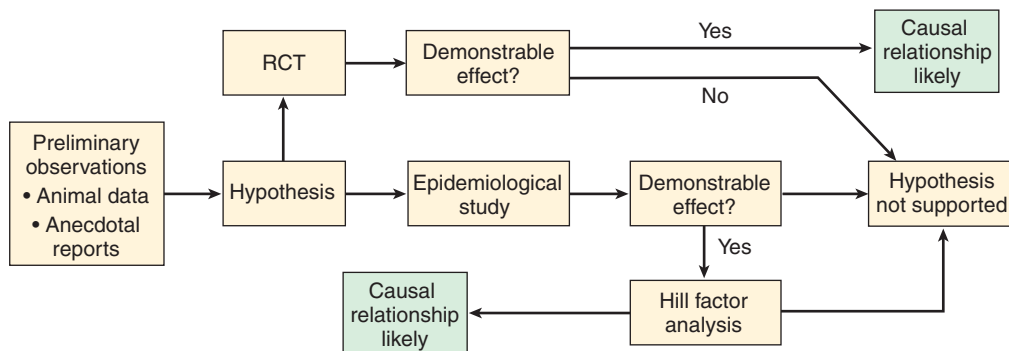 Preliminary
observations
• Animal data
• Anecdotal
reports
Hypothesis
RCT
Demonstrable
effect?
Yes
Causal
relationship
likely
No
Epidemiological
study
Demonstrable
effect?
Hypothesis
not supported
Yes
Hill factor
analysis
Causal
relationship
likely